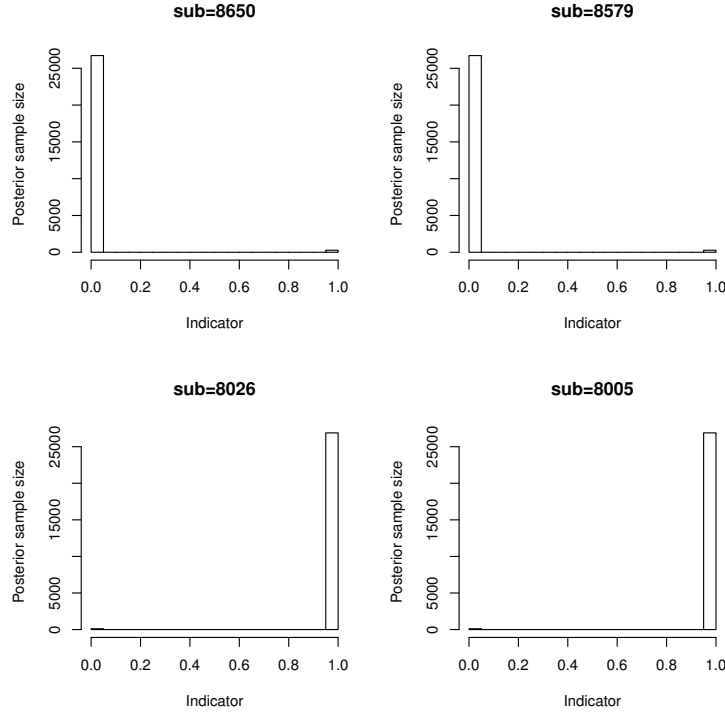 sub=8650
Posterior sample size
0 5000 15000 25000
0.0 0.2 0.4 0.6 0.8 1.0
Indicator
sub=8579
Posterior sample size
0 5000 15000 25000
0.0 0.2 0.4 0.6 0.8 1.0
Indicator
sub=8026
Posterior sample size
0 5000 15000 25000
0.0 0.2 0.4 0.6 0.8 1.0
Indicator
sub=8005
Posterior sample size
0 5000 15000 25000
0.0 0.2 0.4 0.6 0.8 1.0
Indicator